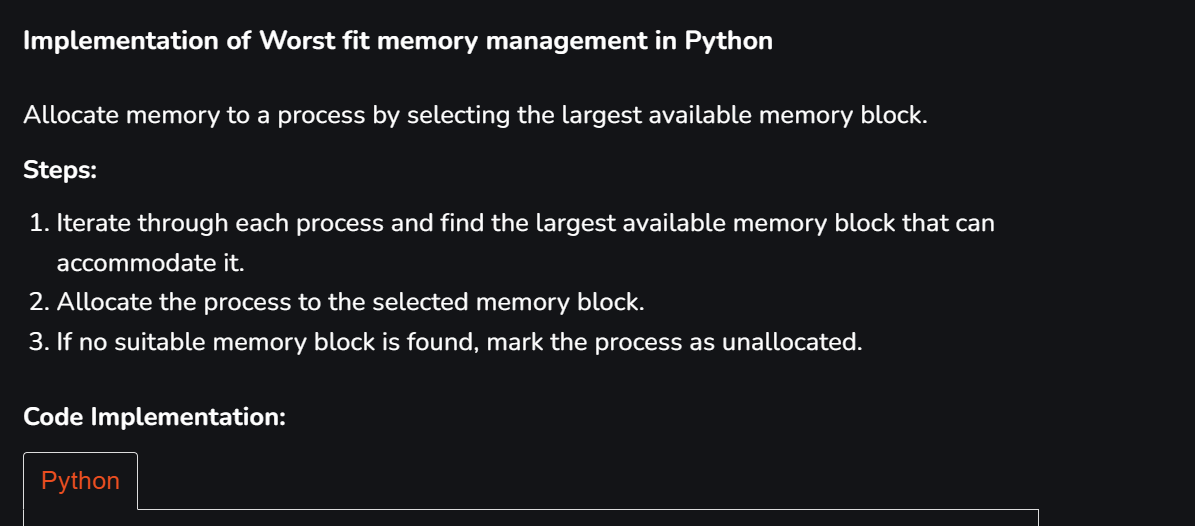 Implementation of Worst fit memory management in Python
Allocate memory to a process by selecting the largest available memory block.
Steps:
1. Iterate through each process and find the largest available memory block that can
accommodate it.
2. Allocate the process to the selected memory block.
3. If no suitable memory block is found, mark the process as unallocated.
Code Implementation:
Python